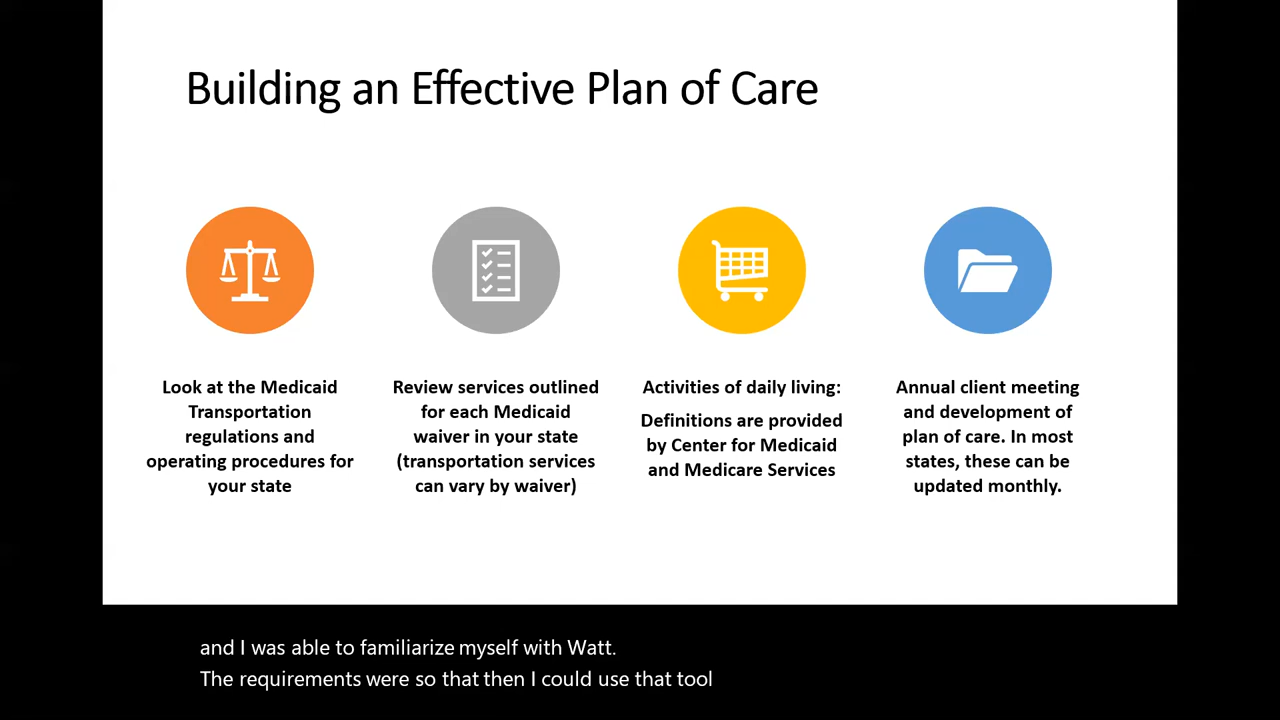 Building an Effective Plan of Care
Look at the Medicaid
Transportation
regulations and
operating procedures for
your state
Review services outlined
for each Medicaid
waiver in your state
(transportation services
can vary by waiver)
Activities of daily living:
Definitions are provided
by Center for Medicaid
and Medicare Services
Annual client meeting
and development of
plan of care. In most
states, these can be
updated monthly.
and I was able to familiarize myself with Watt.
The requirements were so that then I could use that tool